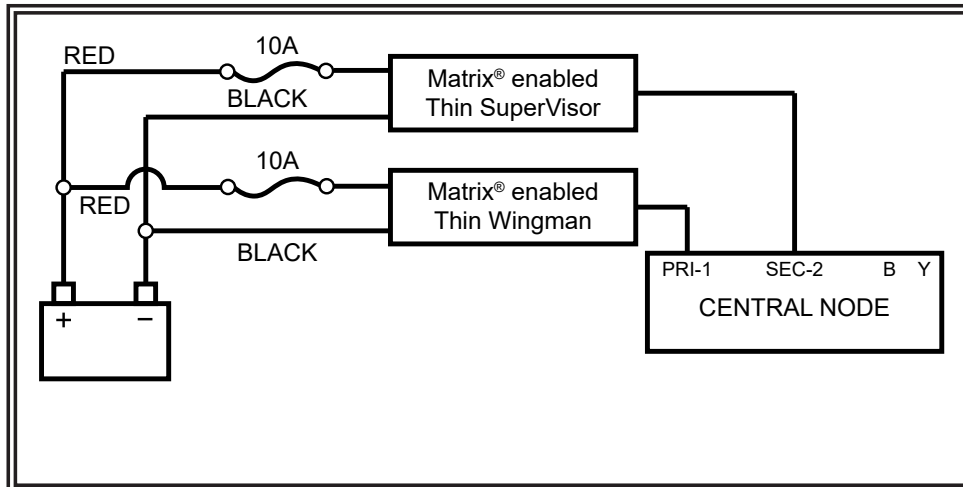 RED
10A
BLACK
Matrix® enabled
Thin SuperVisor
RED
10A
BLACK
Matrix® enabled
Thin Wingman
PRI-1 SEC-2 B Y
CENTRAL NODE
+ −